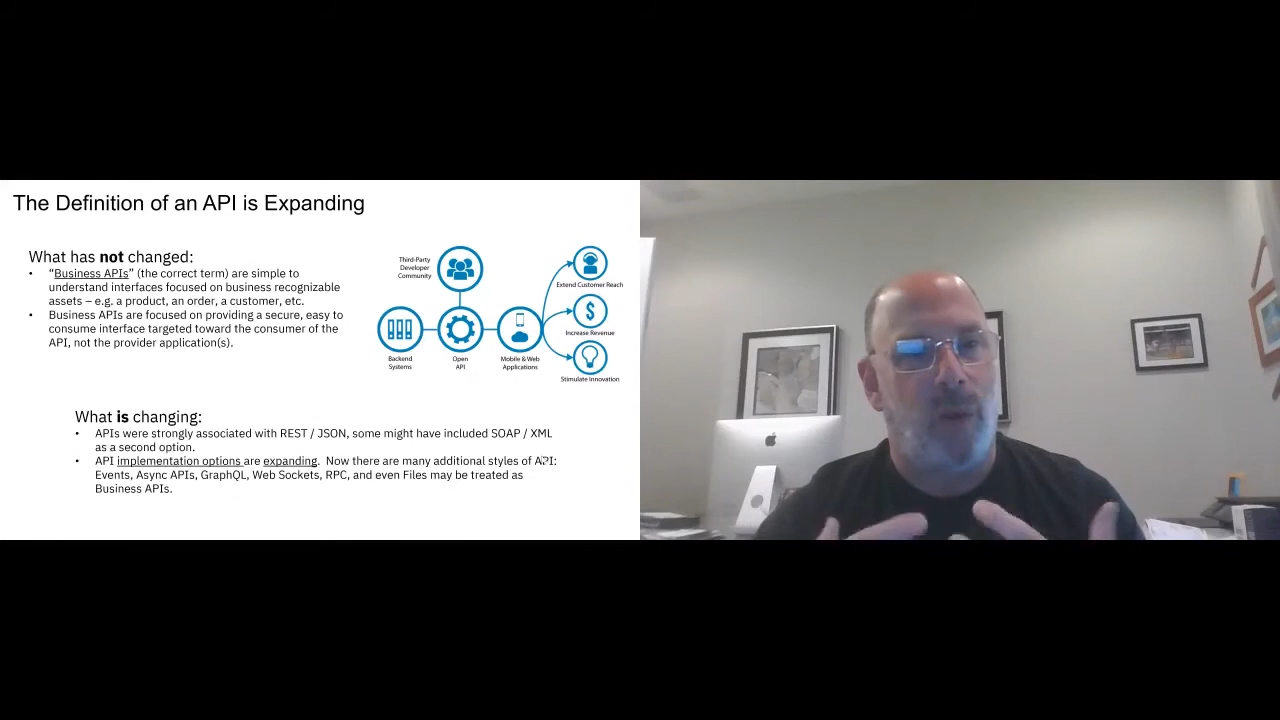 The Definition of an API is Expanding
What has not changed:
• “Business APIs” (the correct term) are simple to
understand interfaces focused on business recognizable
assets – e.g. a product, an order, a customer, etc.
• Business APIs are focused on providing a secure, easy to
consume interface targeted toward the consumer of the
API, not the provider application(s).
Third-Party
Developer
Community
Backend
Systems
Open
API
Mobile & Web
Applications
Extend Customer Reach
$
Increase Revenue
Stimulate Innovation
What is changing:
• APIs were strongly associated with REST / JSON, some might have included SOAP / XML
as a second option.
• API implementation options are expanding. Now there are many additional styles of API:
Events, Async APIs, GraphQL, Web Sockets, RPC, and even Files may be treated as
Business APIs.